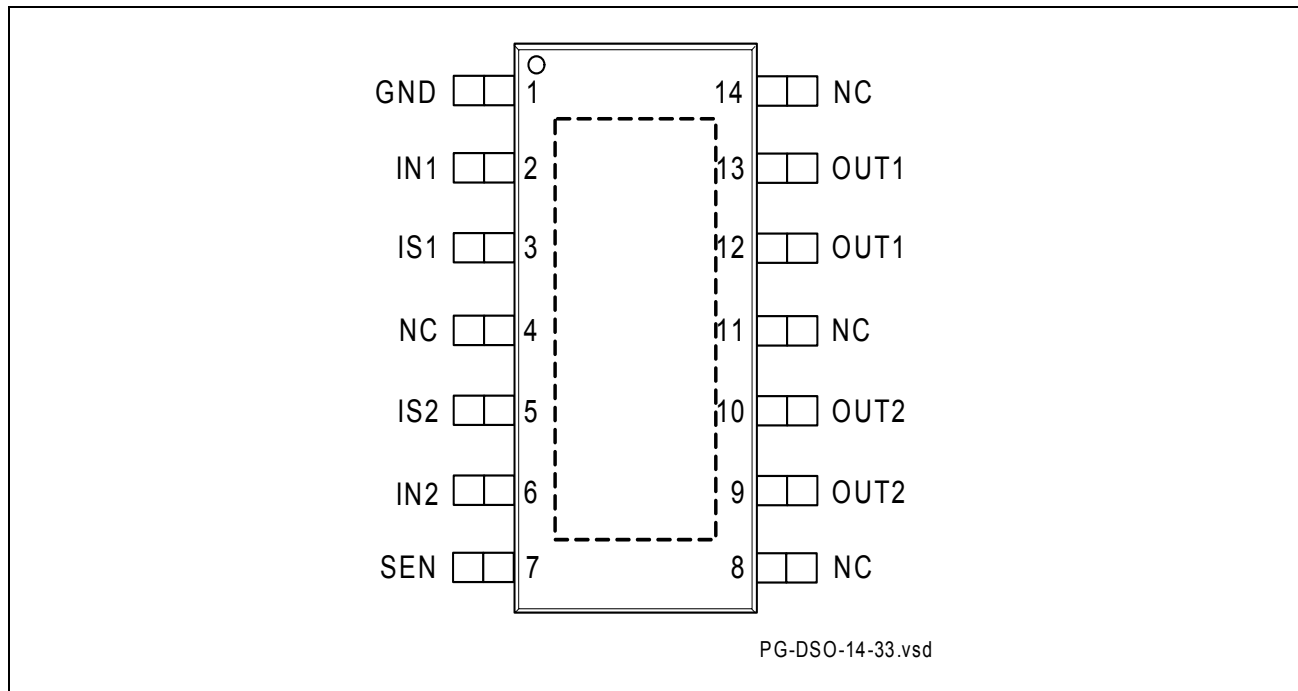 GND 1 14 NC
IN1 2 13 OUT1
IS1 3 12 OUT1
NC 4 11 NC
IS2 5 10 OUT2
IN2 6 9 OUT2
SEN 7 8 NC
PG-DSO-14-33.vsd